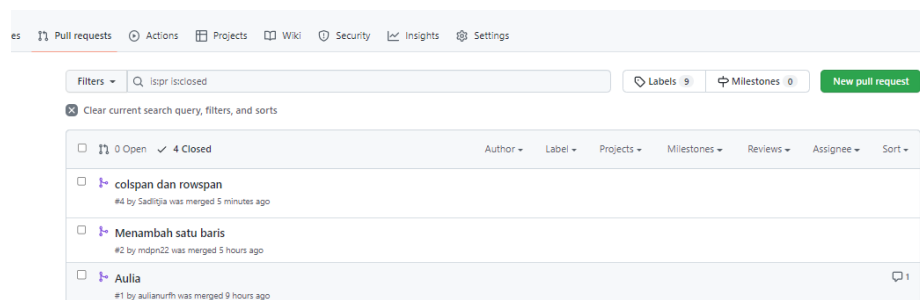 es Pull requests Actions Projects Wiki Security Insights Settings
Filters is:pr is:closed Labels 9 Milestones 0 New pull request
Clear current search query, filters, and sorts
0 Open 4 Closed Author Label Projects Milestones Reviews Assignee Sort
colspan dan rowspan
#4 by Sadlitjia was merged 5 minutes ago
Menambah satu baris
#2 by mdpn22 was merged 5 hours ago
Aulia 1
#1 by aulianurfh was merged 9 hours ago